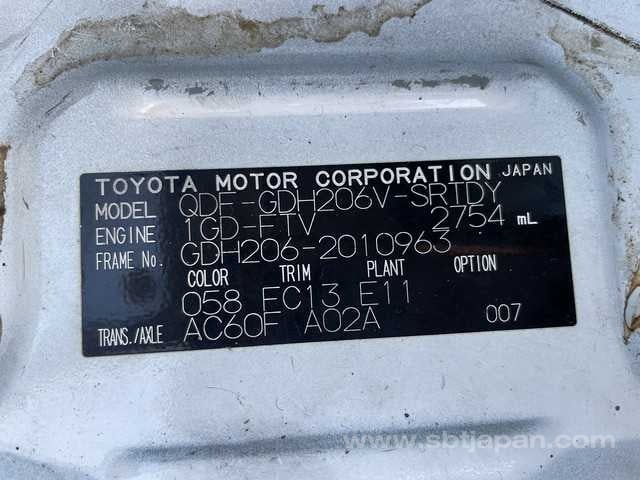 TOYOTA MOTOR CORPORATION JAPAN
MODEL QDF-GDH206V-SRTDY
ENGINE 1GD-FTV 2754 mL
FRAME No. GDH206-2010963
COLOR TRIM PLANT OPTION
058 FC13 E11
TRANS./AXLE AC60F A02A 007
www.sbtjapan.com